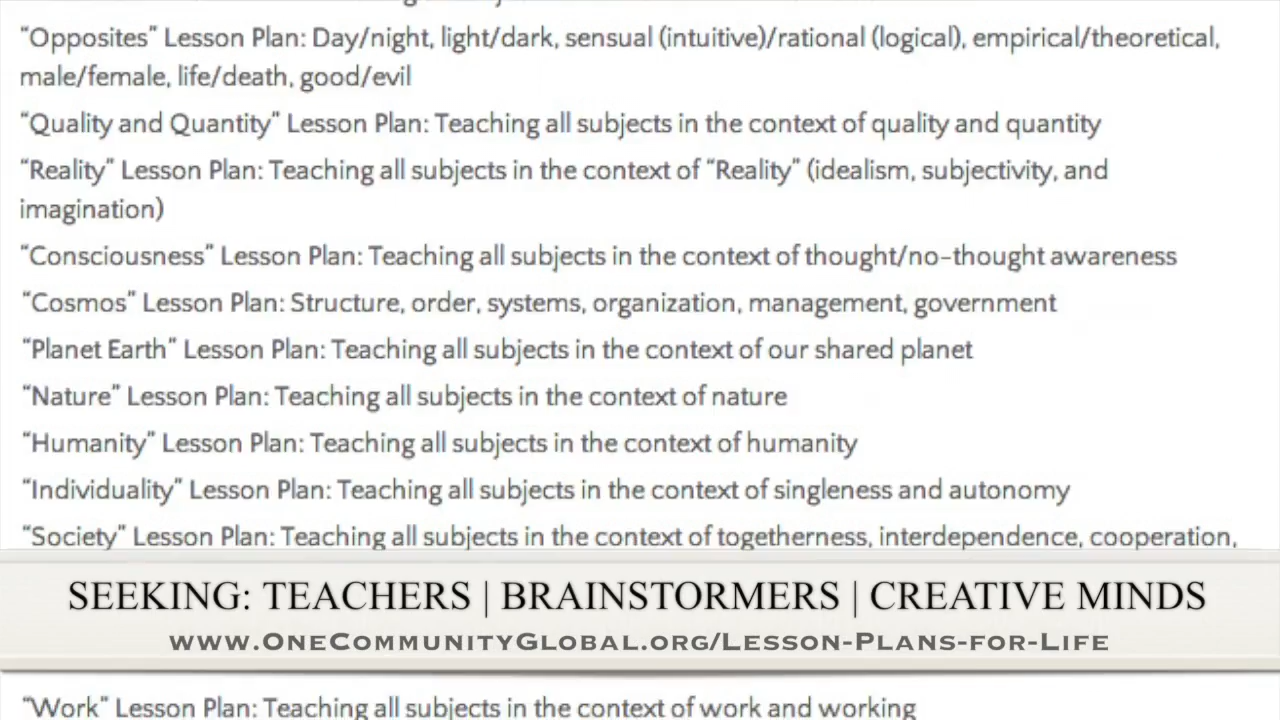 “Opposites” Lesson Plan: Day/night, light/dark, sensual (intuitive)/rational (logical), empirical/theoretical,
male/female, life/death, good/evil
“Quality and Quantity” Lesson Plan: Teaching all subjects in the context of quality and quantity
“Reality” Lesson Plan: Teaching all subjects in the context of “Reality” (idealism, subjectivity, and
imagination)
“Consciousness” Lesson Plan: Teaching all subjects in the context of thought/no-thought awareness
“Cosmos” Lesson Plan: Structure, order, systems, organization, management, government
“Planet Earth” Lesson Plan: Teaching all subjects in the context of our shared planet
“Nature” Lesson Plan: Teaching all subjects in the context of nature
“Humanity” Lesson Plan: Teaching all subjects in the context of humanity
“Individuality” Lesson Plan: Teaching all subjects in the context of singleness and autonomy
“Society” Lesson Plan: Teaching all subjects in the context of togetherness, interdependence, cooperation,
SEEKING: TEACHERS | BRAINSTORMERS | CREATIVE MINDS
www.OneCommunityGlobal.org/Lesson-Plans-for-Life
“Work” Lesson Plan: Teaching all subjects in the context of work and working